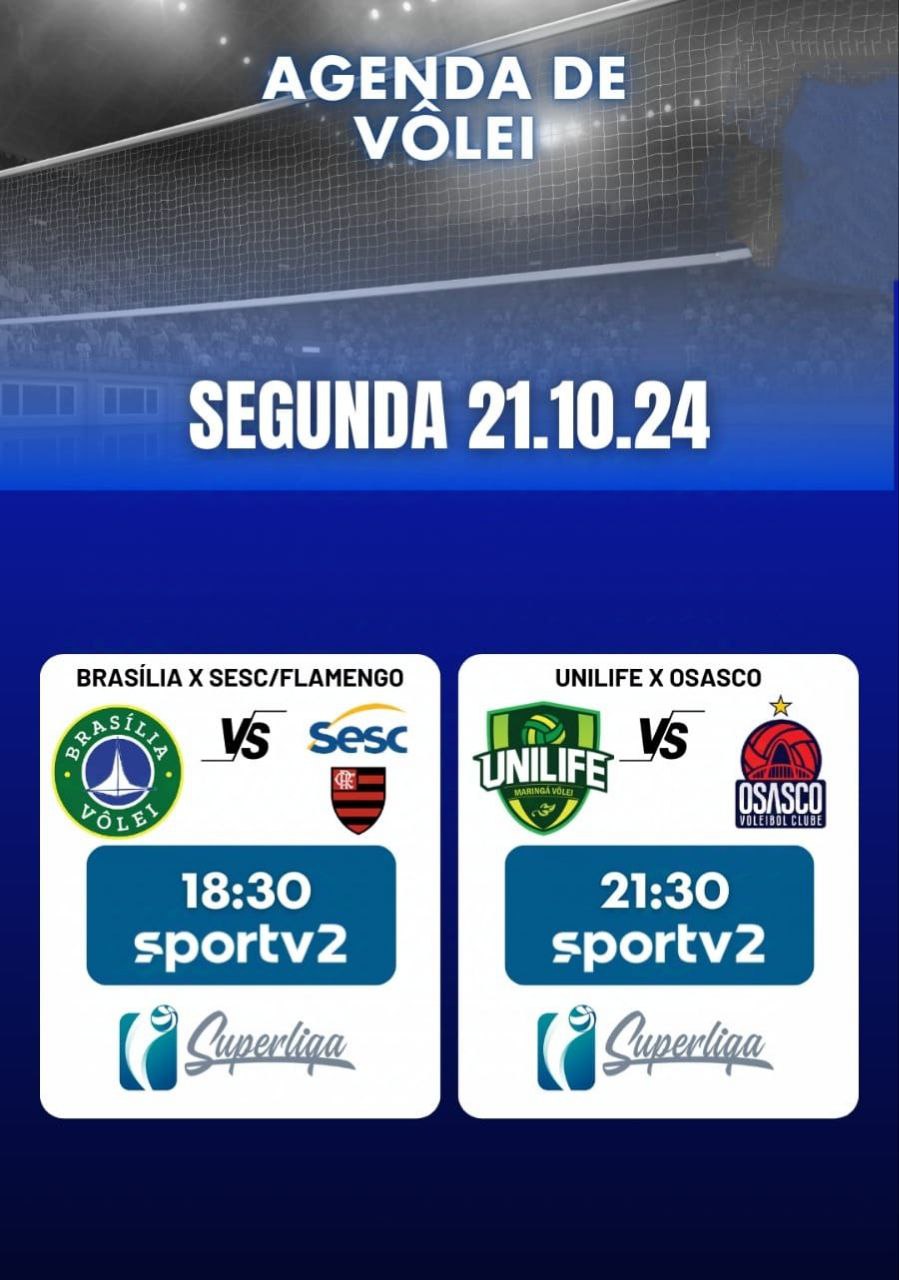 AGENDA DE
VÔLEI
SEGUNDA 21.10.24
BRASÍLIA X SESC/FLAMENGO
BRASÍLIA
VÔLEI
VS
Sesc
CRF
18:30
sportv2
Superliga
UNILIFE X OSASCO
UNILIFE
MARINGÁ VÔLEI
VS
OSASCO
VOLEIBOL CLUBE
21:30
sportv2
Superliga